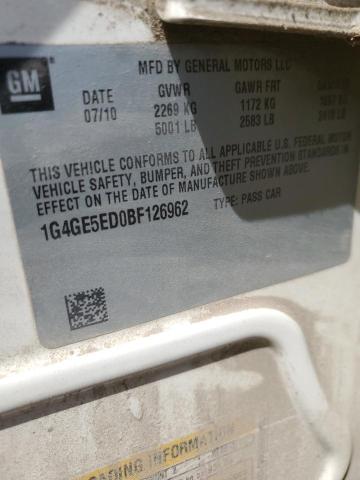 GM
MFD BY GENERAL MOTORS LLC
DATE GVWR GAWR FRT
07/10 2269 KG 1172 KG
5001 LB 2583 LB
THIS VEHICLE CONFORMS TO ALL APPLICABLE U.S. FEDERAL MOTOR
VEHICLE SAFETY, BUMPER, AND THEFT PREVENTION STANDARDS IN
EFFECT ON THE DATE OF MANUFACTURE SHOWN ABOVE.
1G4GE5ED0BF126962 TYPE: PASS CAR
LOADING INFORMATION